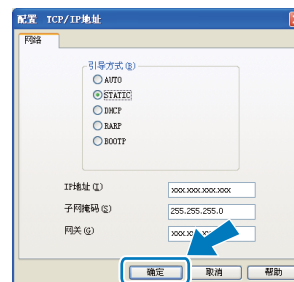 配置 TCP/IP地址
网络
引导方式(B)
AUTO
STATIC
DHCP
RARP
BOOTP
IP地址(I) xxx.xxx.xxx.xxx
子网掩码(S) 255.255.255.0
网关(G) xxx.xx
确定 取消 帮助